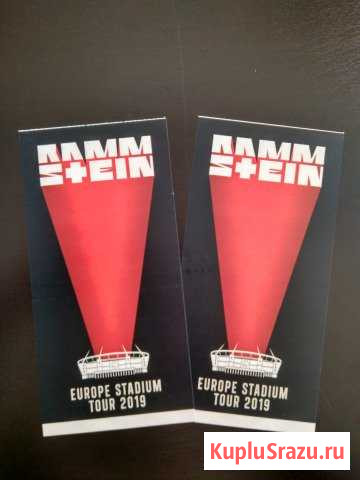 RAMM
STEIN
EUROPE STADIUM
TOUR 2019
RAMM
STEIN
EUROPE STADIUM
TOUR 2019
KupluSrazu.ru